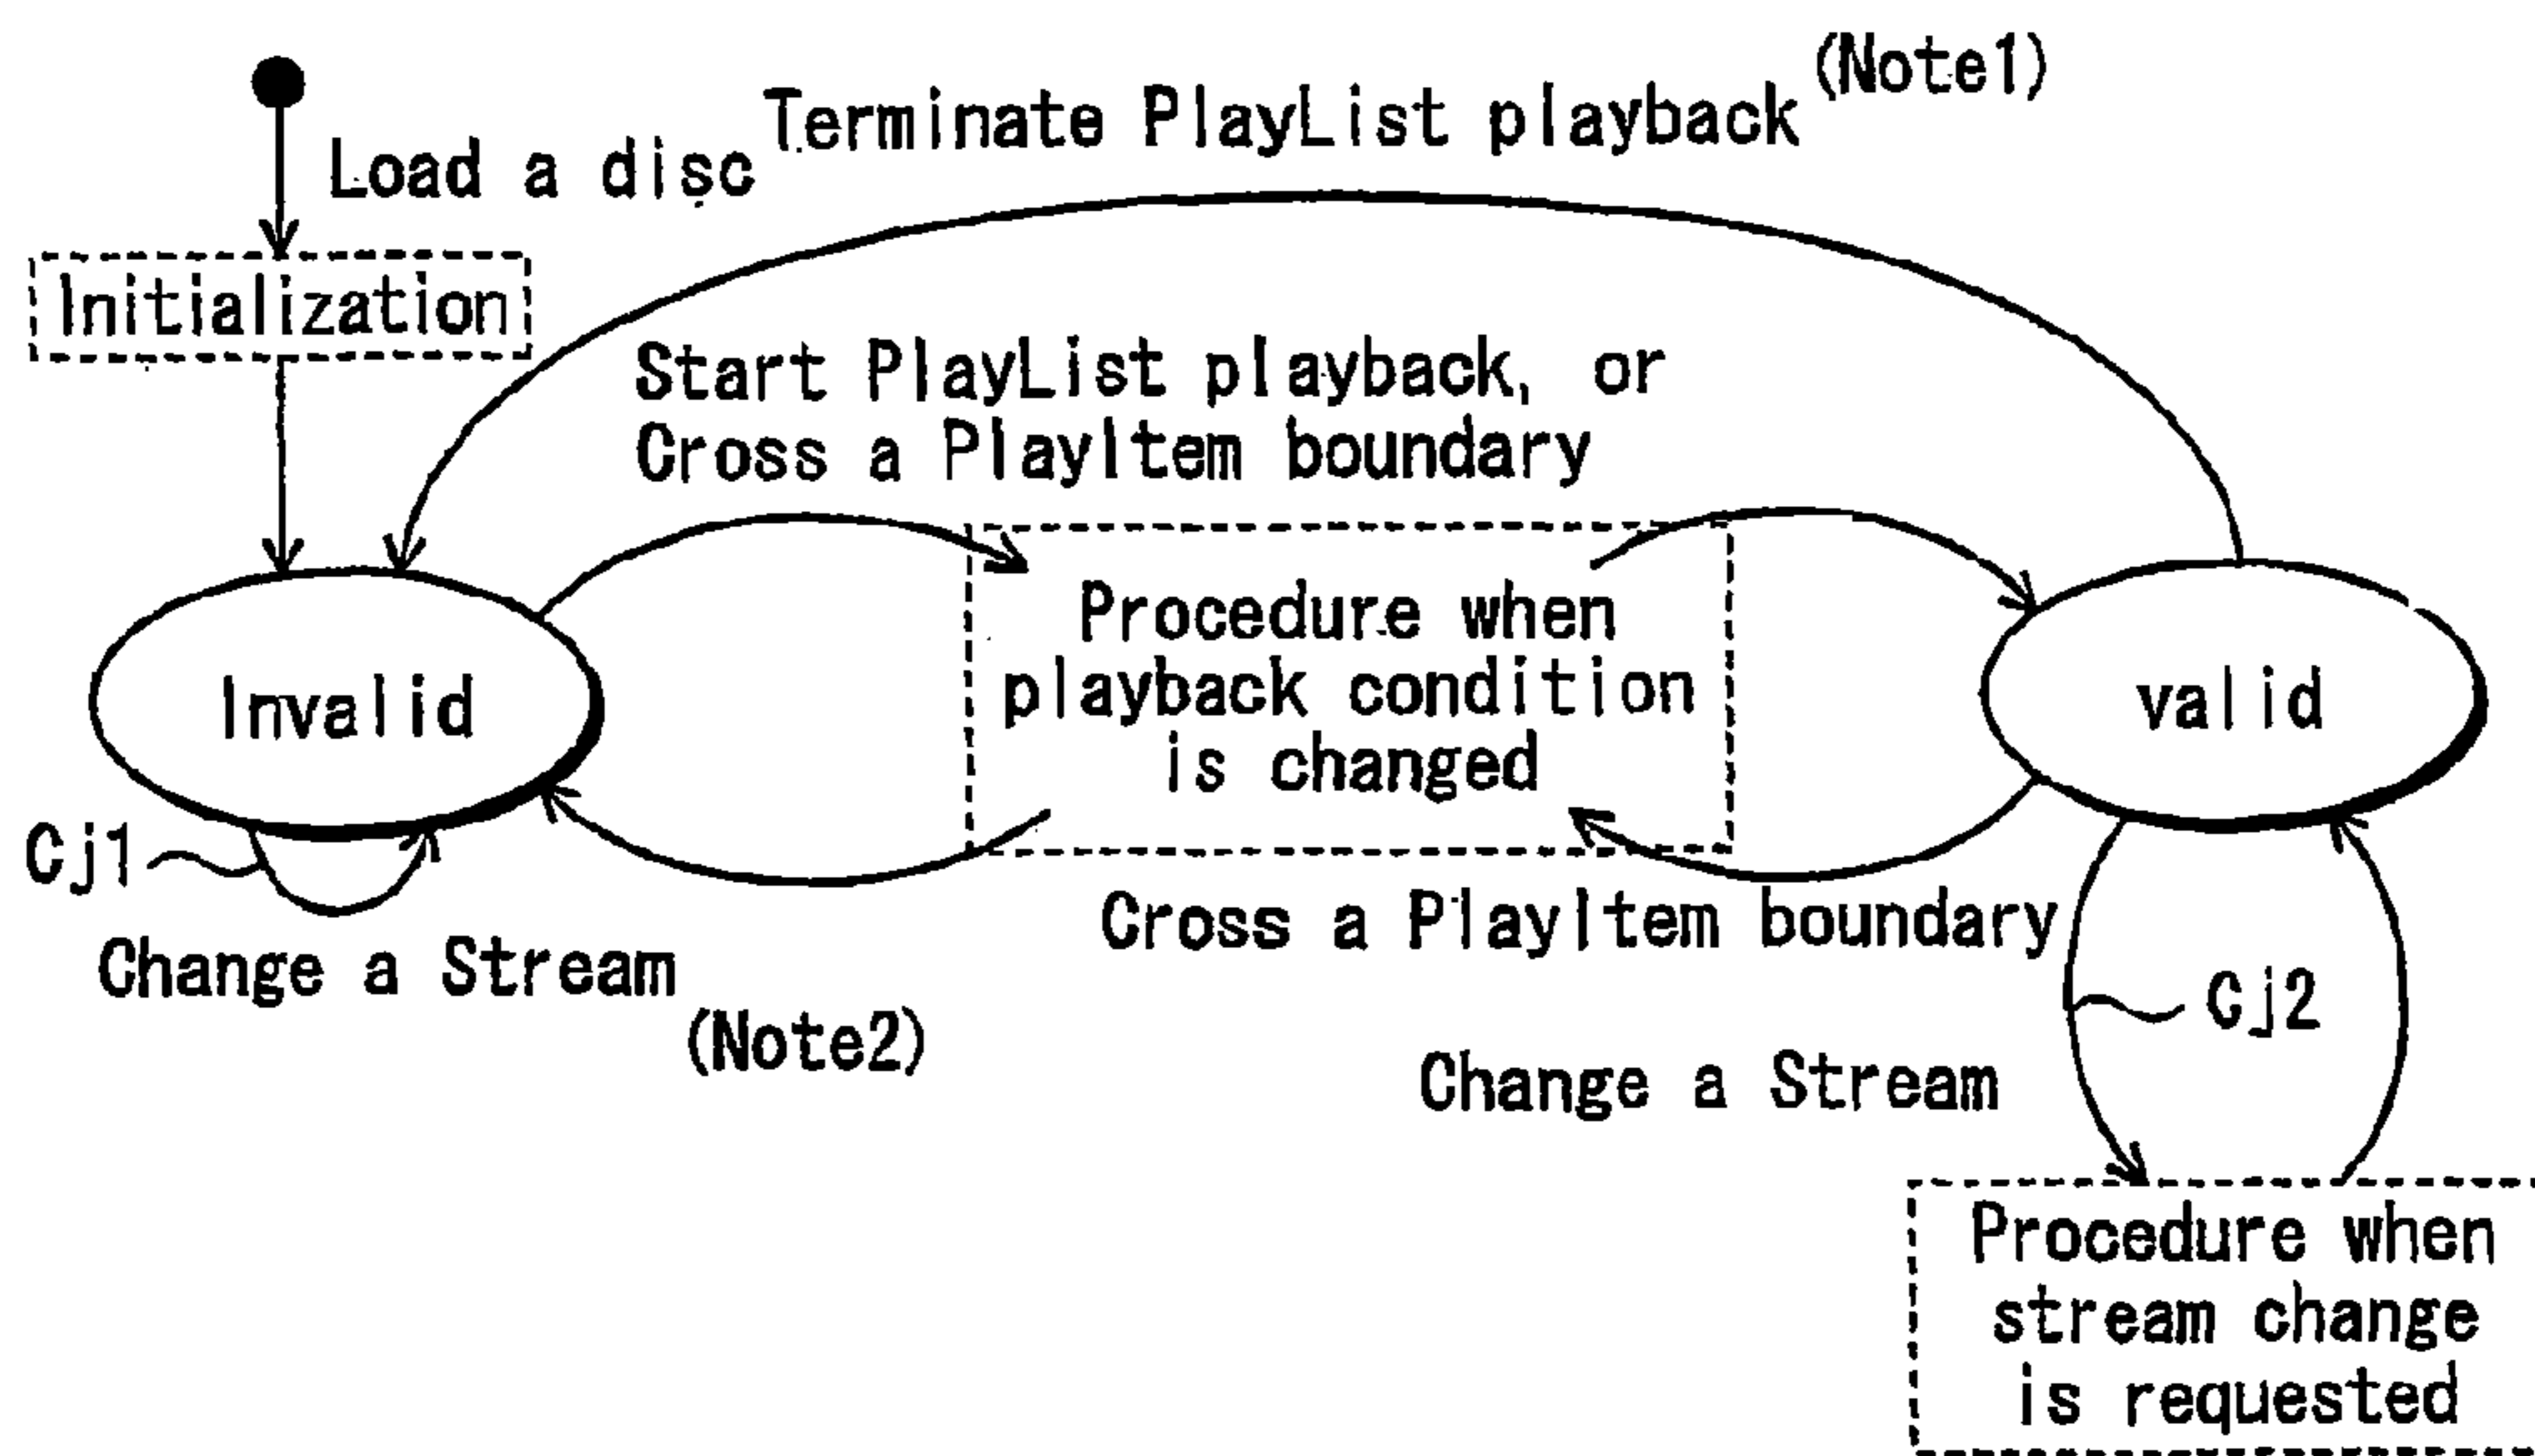 (Note1)
Terminate PlayList playback
Load a disc
Initialization
Start PlayList playback, or
Cross a PlayItem boundary
Procedure when
playback condition
is changed
Invalid
valid
Cj1
Change a Stream
(Note2)
Cross a PlayItem boundary
Cj2
Change a Stream
Procedure when
stream change
is requested